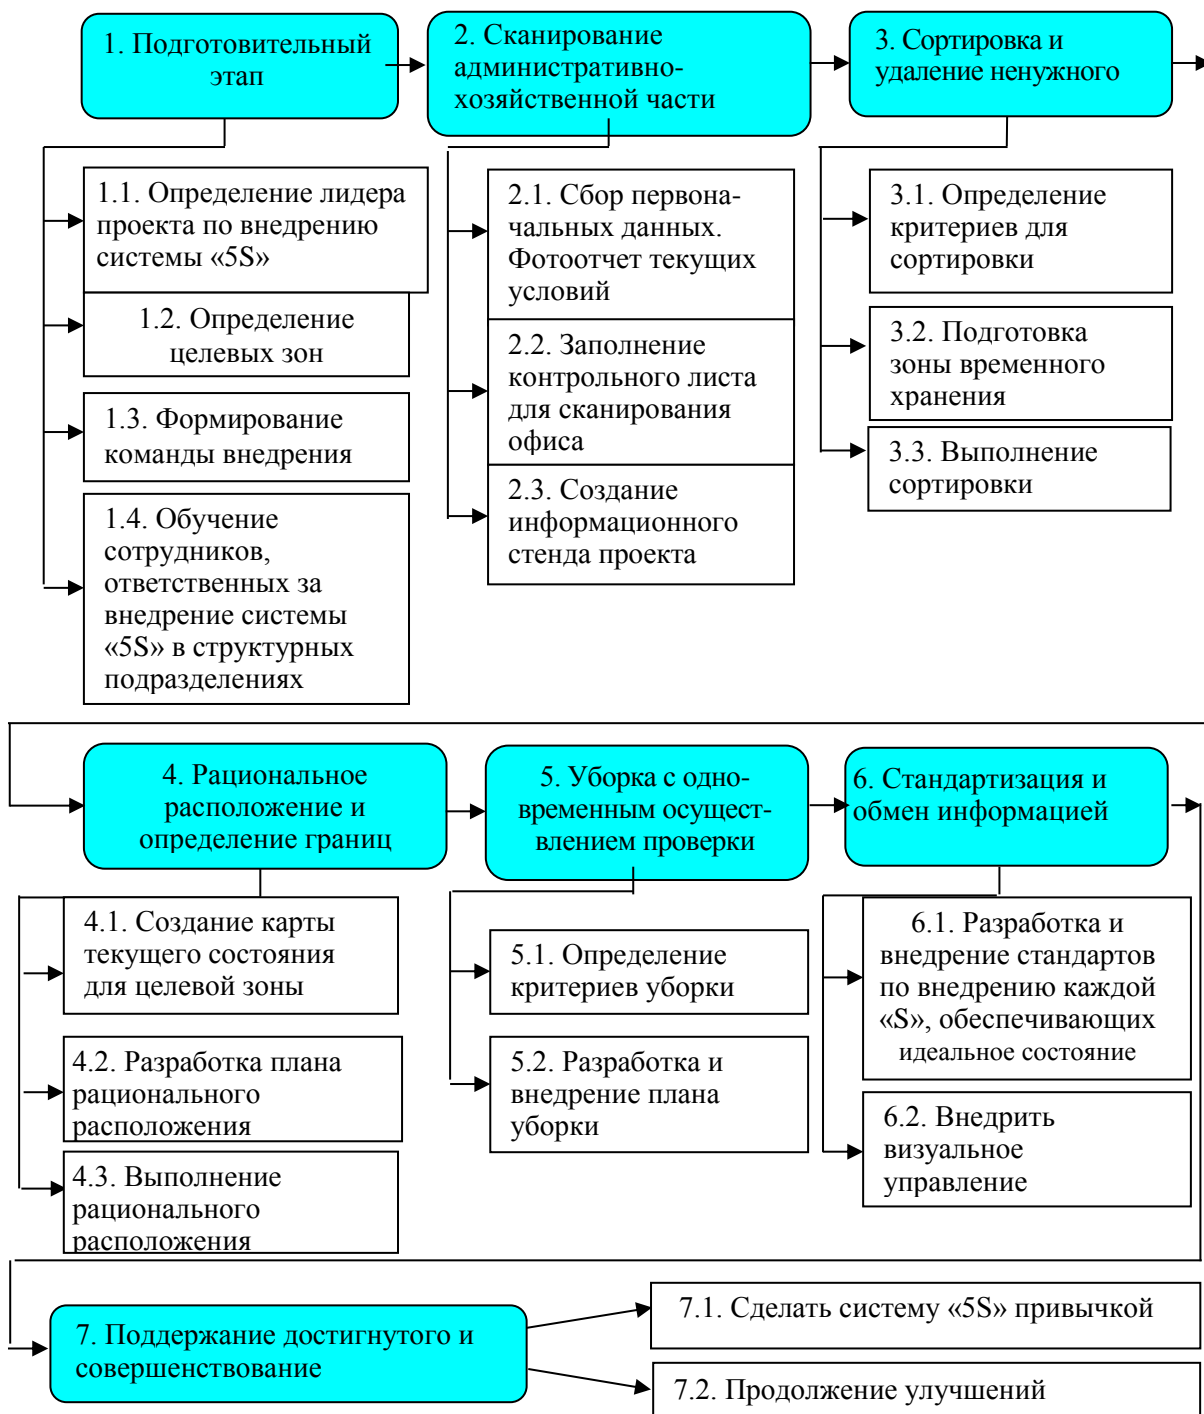 1. Подготовительный
этап
2. Сканирование
административно-
хозяйственной части
3. Сортировка и
удаление ненужного
1.1. Определение лидера
проекта по внедрению
системы «5S»
1.2. Определение
целевых зон
1.3. Формирование
команды внедрения
1.4. Обучение
сотрудников,
ответственных за
внедрение системы
«5S» в структурных
подразделениях
2.1. Сбор первона-
чальных данных.
Фотоотчет текущих
условий
2.2. Заполнение
контрольного листа
для сканирования
офиса
2.3. Создание
информационного
стенда проекта
3.1. Определение
критериев для
сортировки
3.2. Подготовка
зоны временного
хранения
3.3. Выполнение
сортировки
4. Рациональное
расположение и
определение границ
5. Уборка с одно-
временным осущест-
влением проверки
6. Стандартизация и
обмен информацией
4.1. Создание карты
текущего состояния
для целевой зоны
4.2. Разработка плана
рационального
расположения
4.3. Выполнение
рационального
расположения
5.1. Определение
критериев уборки
5.2. Разработка и
внедрение плана
уборки
6.1. Разработка и
внедрение стандартов
по внедрению каждой
«S», обеспечивающих
идеальное состояние
6.2. Внедрить
визуальное
управление
7. Поддержание достигнутого и
совершенствование
7.1. Сделать систему «5S» привычкой
7.2. Продолжение улучшений